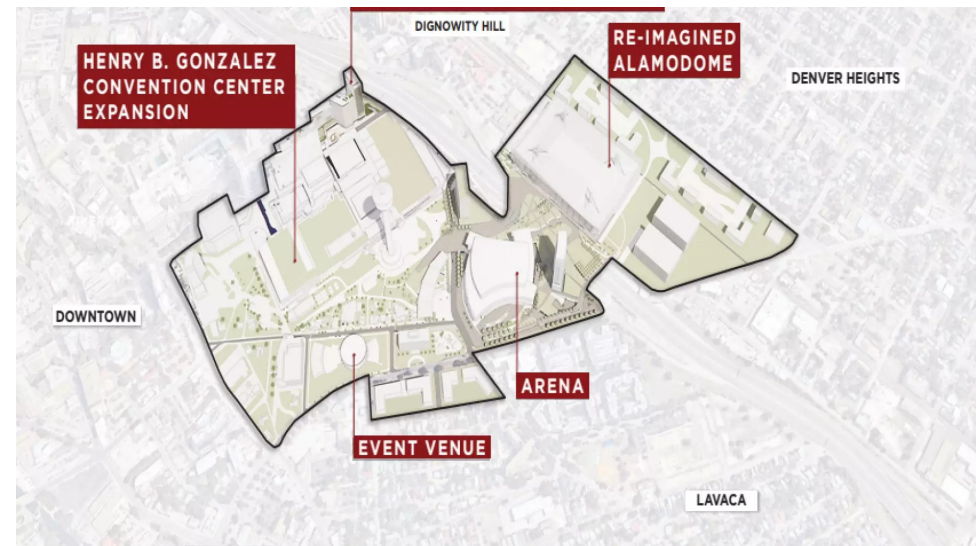 DIGNOWITY HILL
HENRY B. GONZALEZ
CONVENTION CENTER
EXPANSION
RE-IMAGINED
ALAMODOME
DENVER HEIGHTS
DOWNTOWN
ARENA
EVENT VENUE
LAVACA